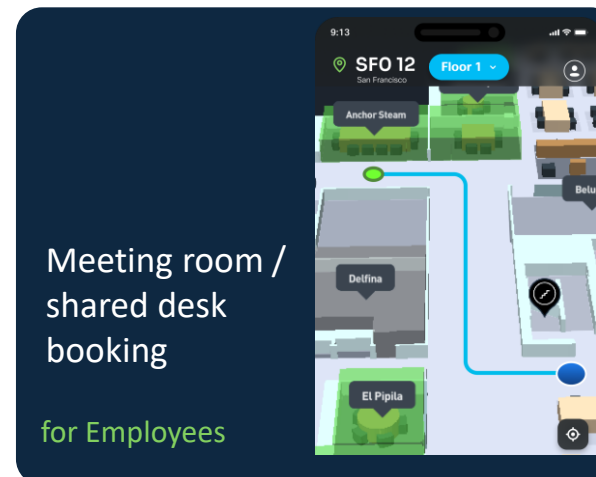 Meeting room /
shared desk
booking
for Employees
9:13
SFO 12
San Francisco
Floor 1
Anchor Steam
Belu
Delfina
El Pipila